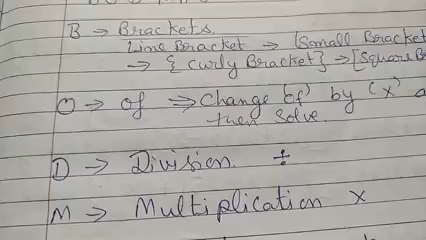 B → Brackets.
Line Bracket → [Small Bracket
→ { curly Bracket} → [Square B
O → of ⇒ Change 'of' by 'x' a
then solve.
D → Division. ÷
M → Multiplication ×